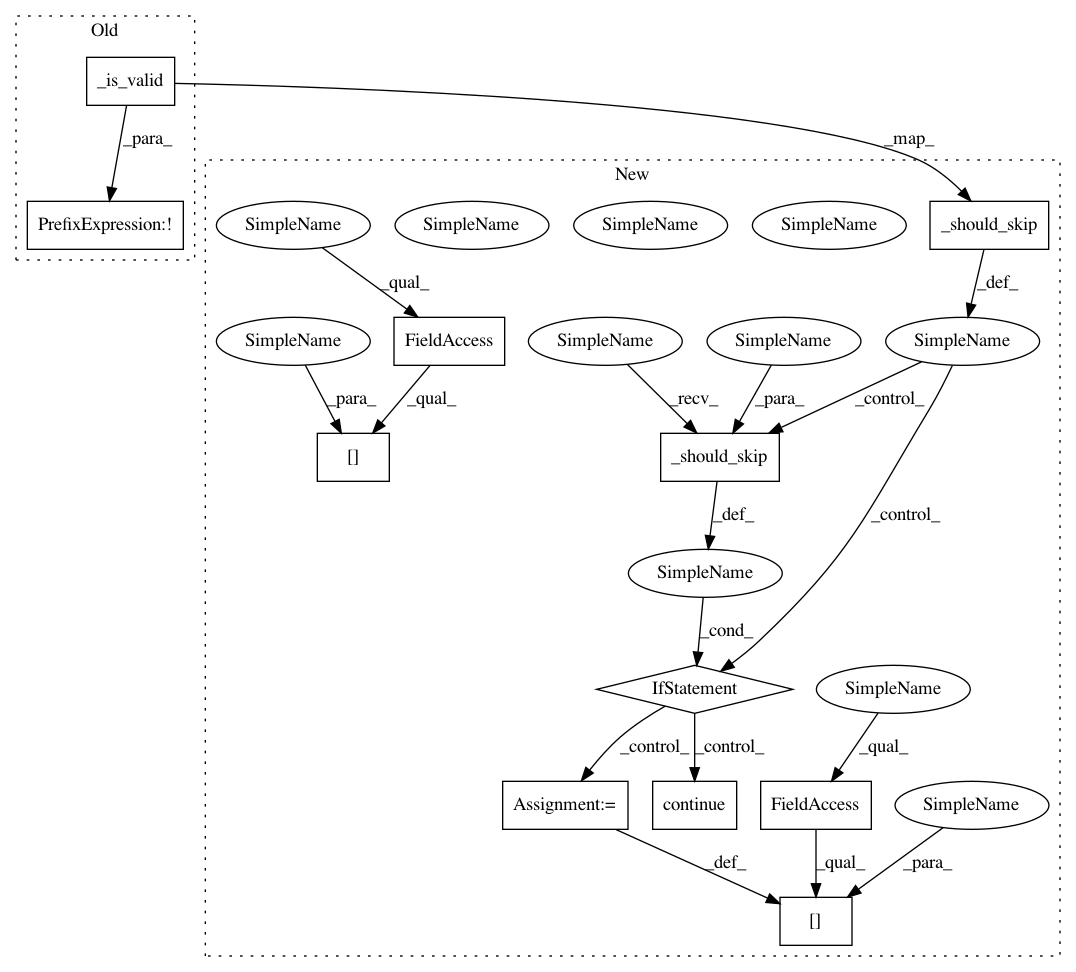 Old
_is_valid
_para_
_map_
New
PrefixExpression:!
SimpleName
SimpleName
SimpleName
SimpleName
_should_skip
_qual_
_def_
SimpleName
FieldAccess
SimpleName
SimpleName
SimpleName
_para_
_qual_
_recv_
_para_
_control_
[]
_should_skip
_def_
_control_
SimpleName
_cond_
IfStatement
SimpleName
_control_
_control_
_qual_
Assignment:=
continue
FieldAccess
SimpleName
_def_
_qual_
_para_
[]